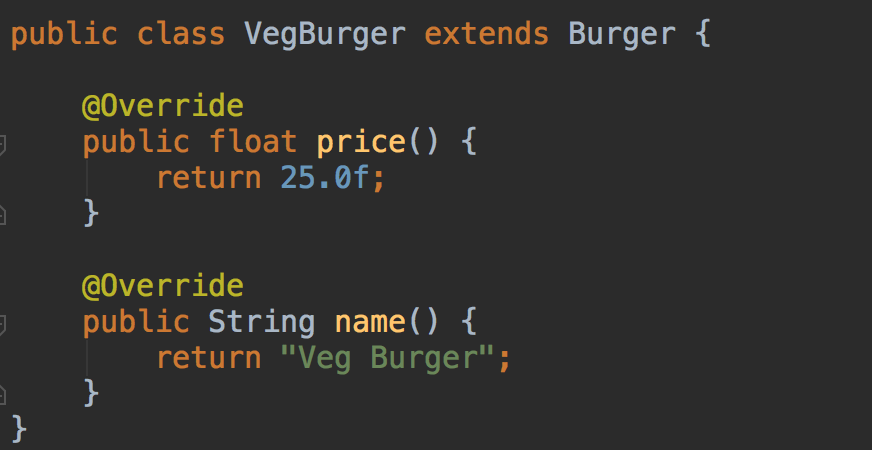 public class VegBurger extends Burger {
@Override
public float price() {
return 25.0f;
}
@Override
public String name() {
return "Veg Burger";
}
}